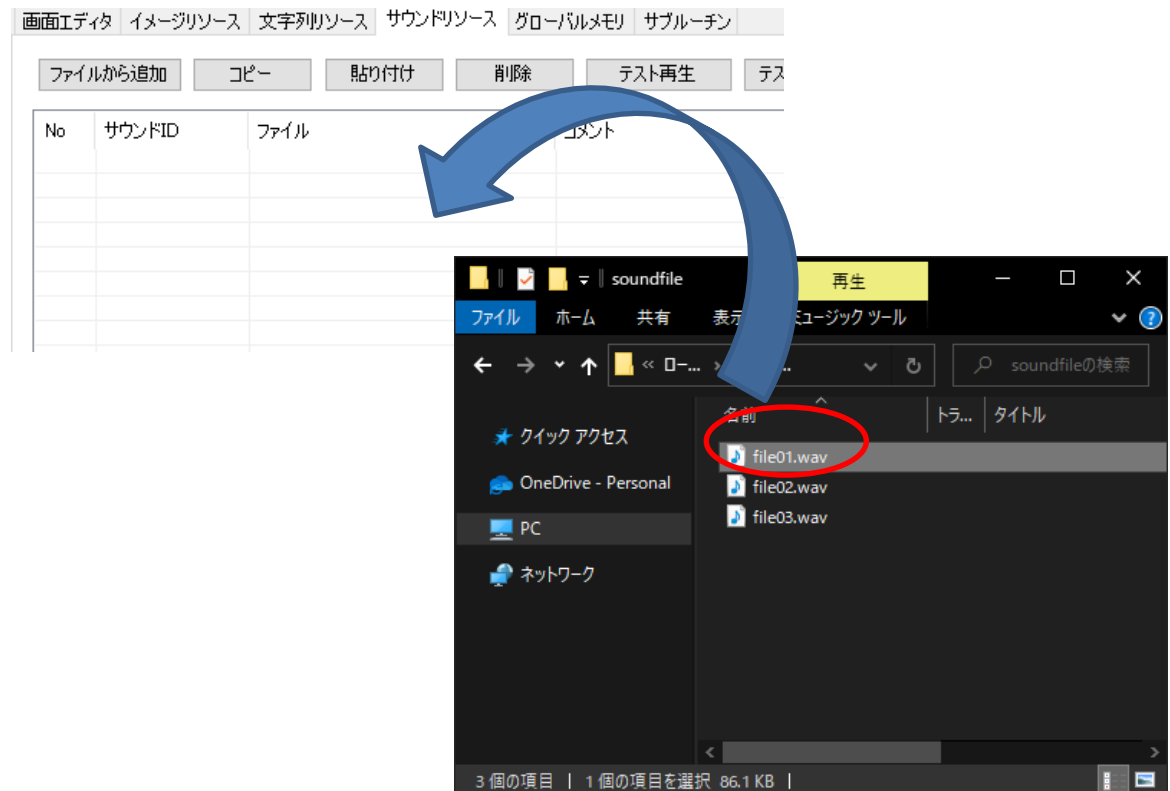 画面エディタ イメージリソース 文字列リソース サウンドリソース グローバルメモリ サブルーチン
ファイルから追加 コピー 貼り付け 削除 テスト再生 テス
No サウンドID ファイル コメント
soundfile 再生
ファイル ホーム 共有 表示 ミュージック ツール
« ロー... › ... soundfileの検索
名前 トラ... タイトル
クイック アクセス
file01.wav
OneDrive - Personal
file02.wav
PC
file03.wav
ネットワーク
3 個の項目 1 個の項目を選択 86.1 KB